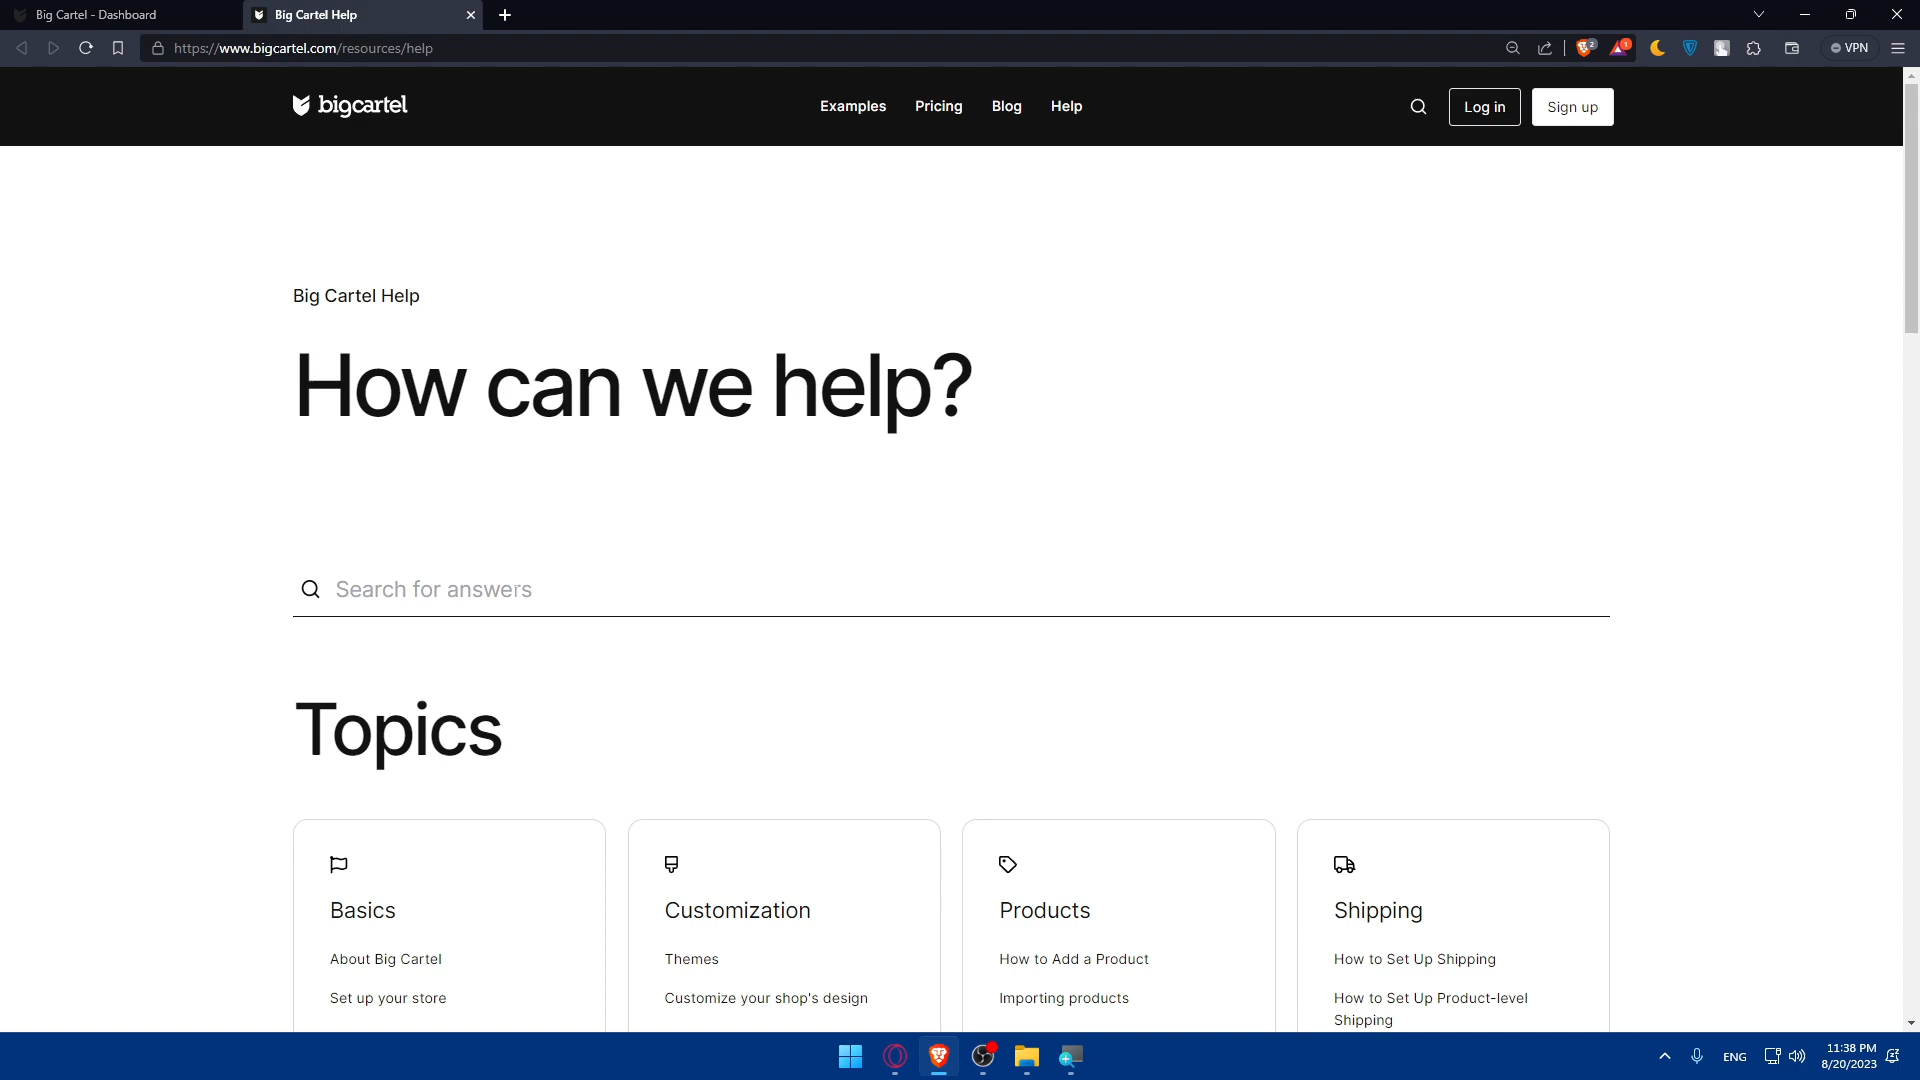 Big Cartel - Dashboard
Big Cartel Help
https://www.bigcartel.com/resources/help
2
1
VPN
bigcartel
Examples
Pricing
Blog
Help
Log in
Sign up
Big Cartel Help
How can we help?
Search for answers
Topics
Basics
Customization
Products
Shipping
About Big Cartel
Themes
How to Add a Product
How to Set Up Shipping
Set up your store
Customize your shop's design
Importing products
How to Set Up Product-level
Shipping
ENG
11:38 PM
8/20/2023